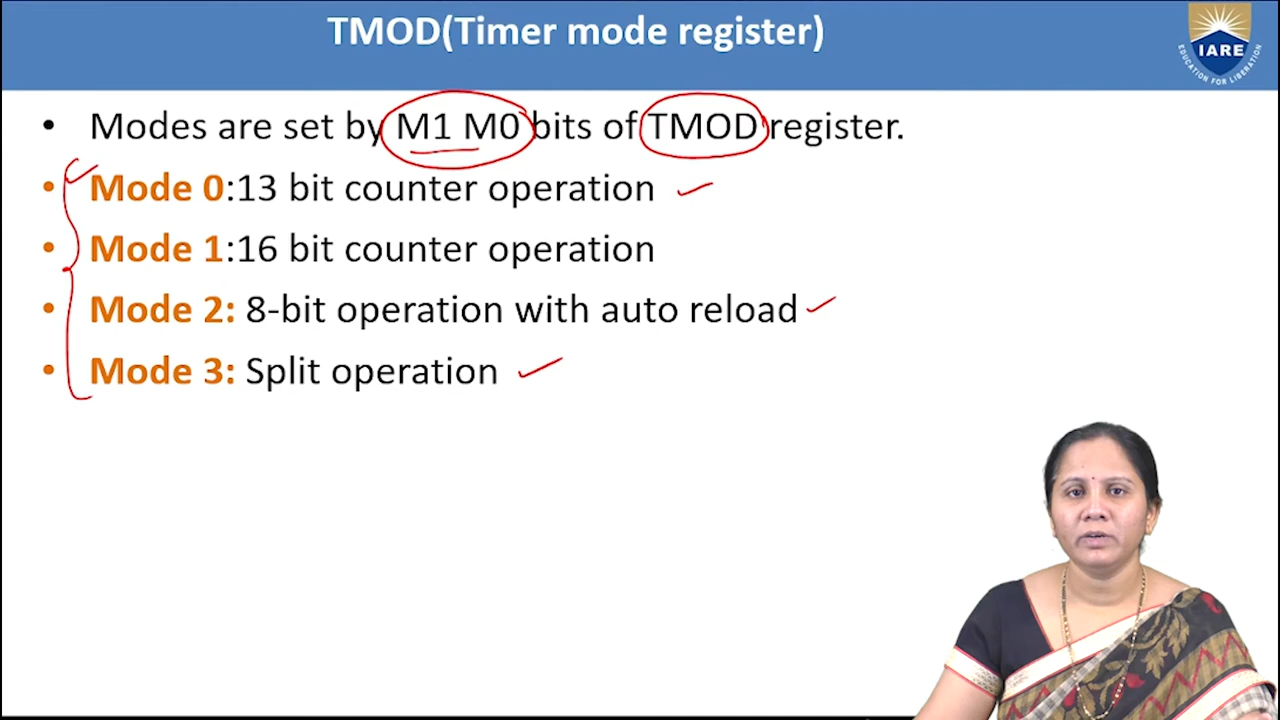 TMOD(Timer mode register)
IARE
EDUCATION FOR LIBERATION
• Modes are set by M1 M0 bits of TMOD register.
• Mode 0:13 bit counter operation
• Mode 1:16 bit counter operation
• Mode 2: 8-bit operation with auto reload
• Mode 3: Split operation